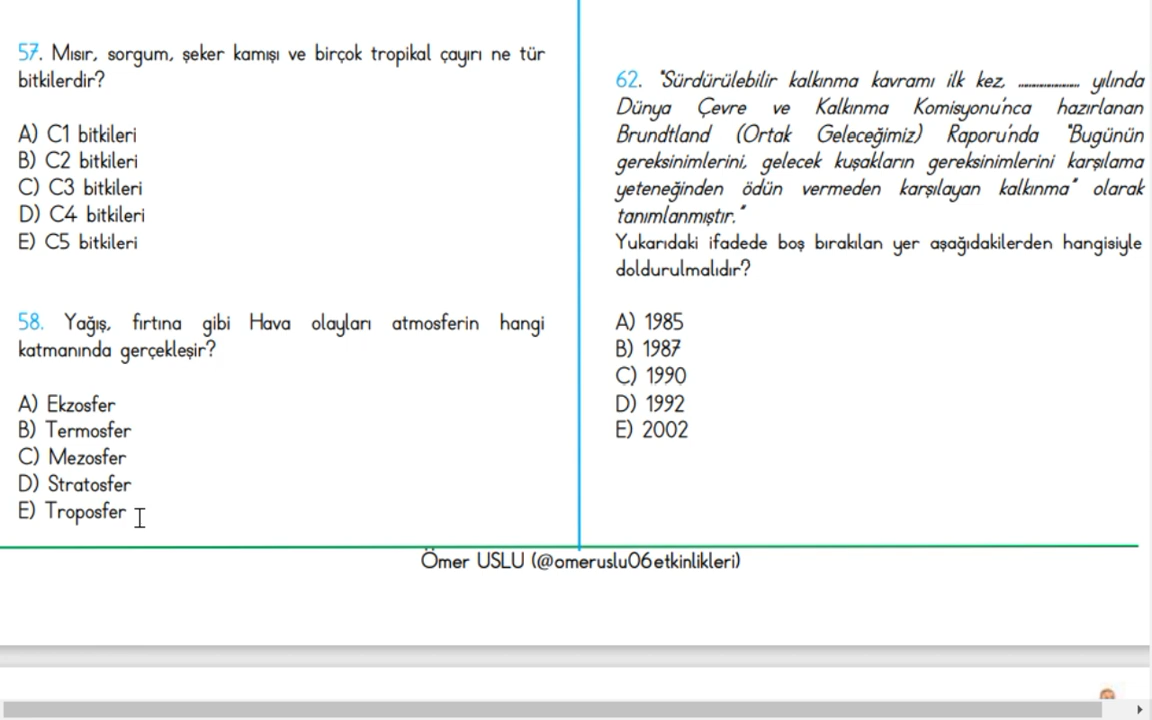 57. Mısır, sorgum, şeker kamışı ve birçok tropikal çayırı ne tür
bitkilerdir?
A) C1 bitkileri
B) C2 bitkileri
C) C3 bitkileri
D) C4 bitkileri
E) C5 bitkileri
58. Yağış, fırtına gibi Hava olayları atmosferin hangi
katmanında gerçekleşir?
A) Ekzosfer
B) Termosfer
C) Mezosfer
D) Stratosfer
E) Troposfer
62. "Sürdürülebilir kalkınma kavramı ilk kez, .................... yılında
Dünya Çevre ve Kalkınma Komisyonu'nca hazırlanan
Brundtland (Ortak Geleceğimiz) Raporu'nda "Bugünün
gereksinimlerini, gelecek kuşakların gereksinimlerini karşılama
yeteneğinden ödün vermeden karşılayan kalkınma" olarak
tanımlanmıştır."
Yukarıdaki ifadede boş bırakılan yer aşağıdakilerden hangisiyle
doldurulmalıdır?
A) 1985
B) 1987
C) 1990
D) 1992
E) 2002
Ömer USLU (@omeruslu06etkinlikleri)